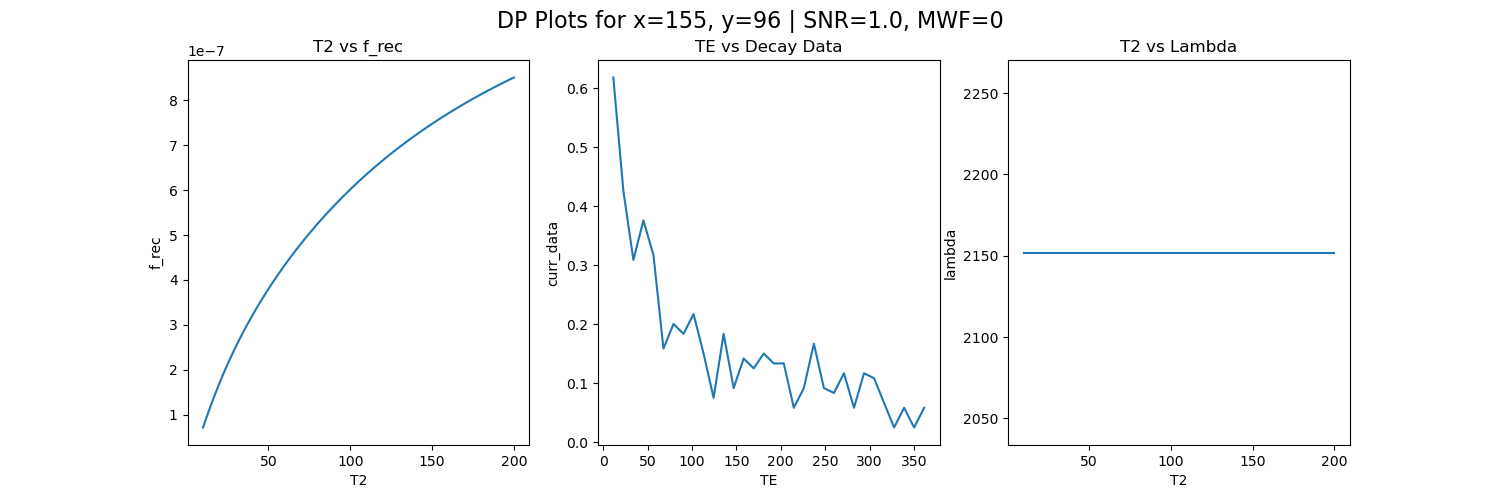 DP Plots for x=155, y=96 | SNR=1.0, MWF=0
T2 vs f_rec
1e−7
8
7
6
5
4
3
2
1
f_rec
50 100 150 200
T2
TE vs Decay Data
0.6
0.5
0.4
0.3
0.2
0.1
0.0
curr_data
0 50 100 150 200 250 300 350
TE
T2 vs Lambda
2250
2200
2150
2100
2050
lambda
50 100 150 200
T2